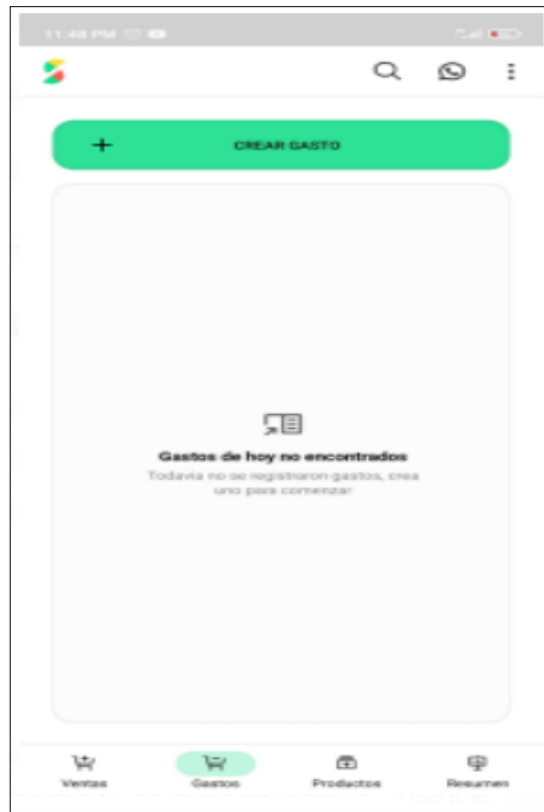 11:48 PM
CREAR GASTO
Gastos de hoy no encontrados
Todavia no se registraron gastos, crea
uno para comenzar
Ventas
Gastos
Productos
Resumen